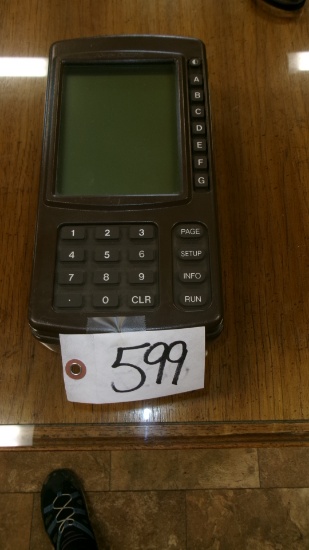 A
B
C
D
E
F
G
1 2 3 PAGE
4 5 6 SETUP
7 8 9 INFO
. 0 CLR RUN
599